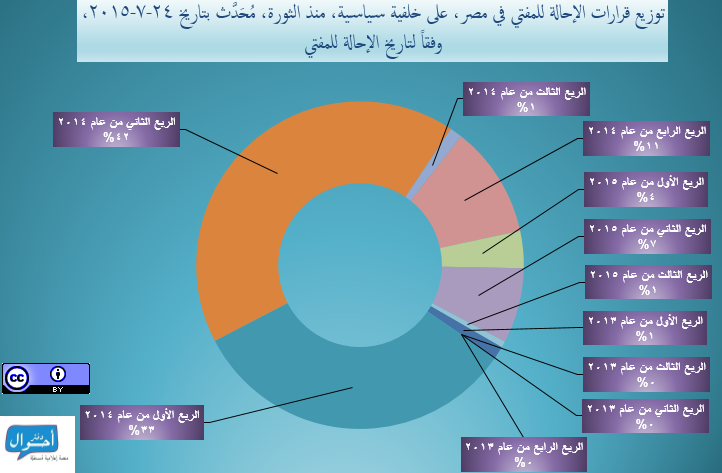 توزيع قرارات الإحالة للمفتي في مصر، على خلفية سياسية، منذ الثورة، مُحَدَّث بتاريخ ٢٤-٧-٢٠١٥،
وفقاً لتاريخ الإحالة للمفتي
الربع الثالث من عام ٢٠١٤
%١
الربع الثاني من عام ٢٠١٤
%٤٢
الربع الرابع من عام ٢٠١٤
%١١
الربع الأول من عام ٢٠١٥
%٤
الربع الثاني من عام ٢٠١٥
%٧
الربع الثالث من عام ٢٠١٥
%١
الربع الأول من عام ٢٠١٣
%١
الربع الثالث من عام ٢٠١٣
%٠
الربع الثاني من عام ٢٠١٣
%٠
الربع الرابع من عام ٢٠١٣
%٠
الربع الأول من عام ٢٠١٤
%٣٣
cc
BY
دفتر
أحوال